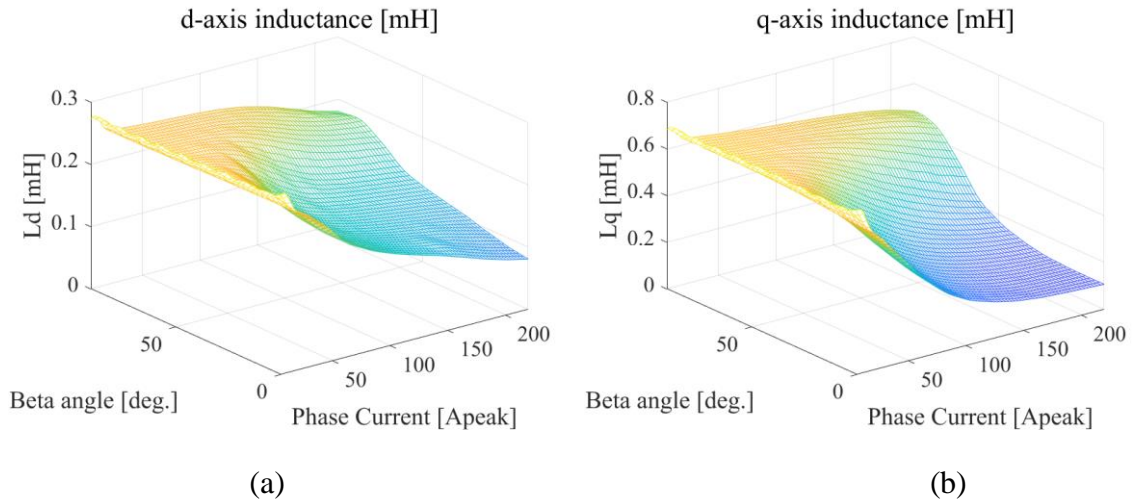 d-axis inductance [mH]
0.3
0.2
0.1
0
Ld [mH]
50
0
Beta angle [deg.]
50
100
150
200
Phase Current [Apeak]
(a)
q-axis inductance [mH]
0.8
0.6
0.4
0.2
0
Lq [mH]
50
0
Beta angle [deg.]
50
100
150
200
Phase Current [Apeak]
(b)